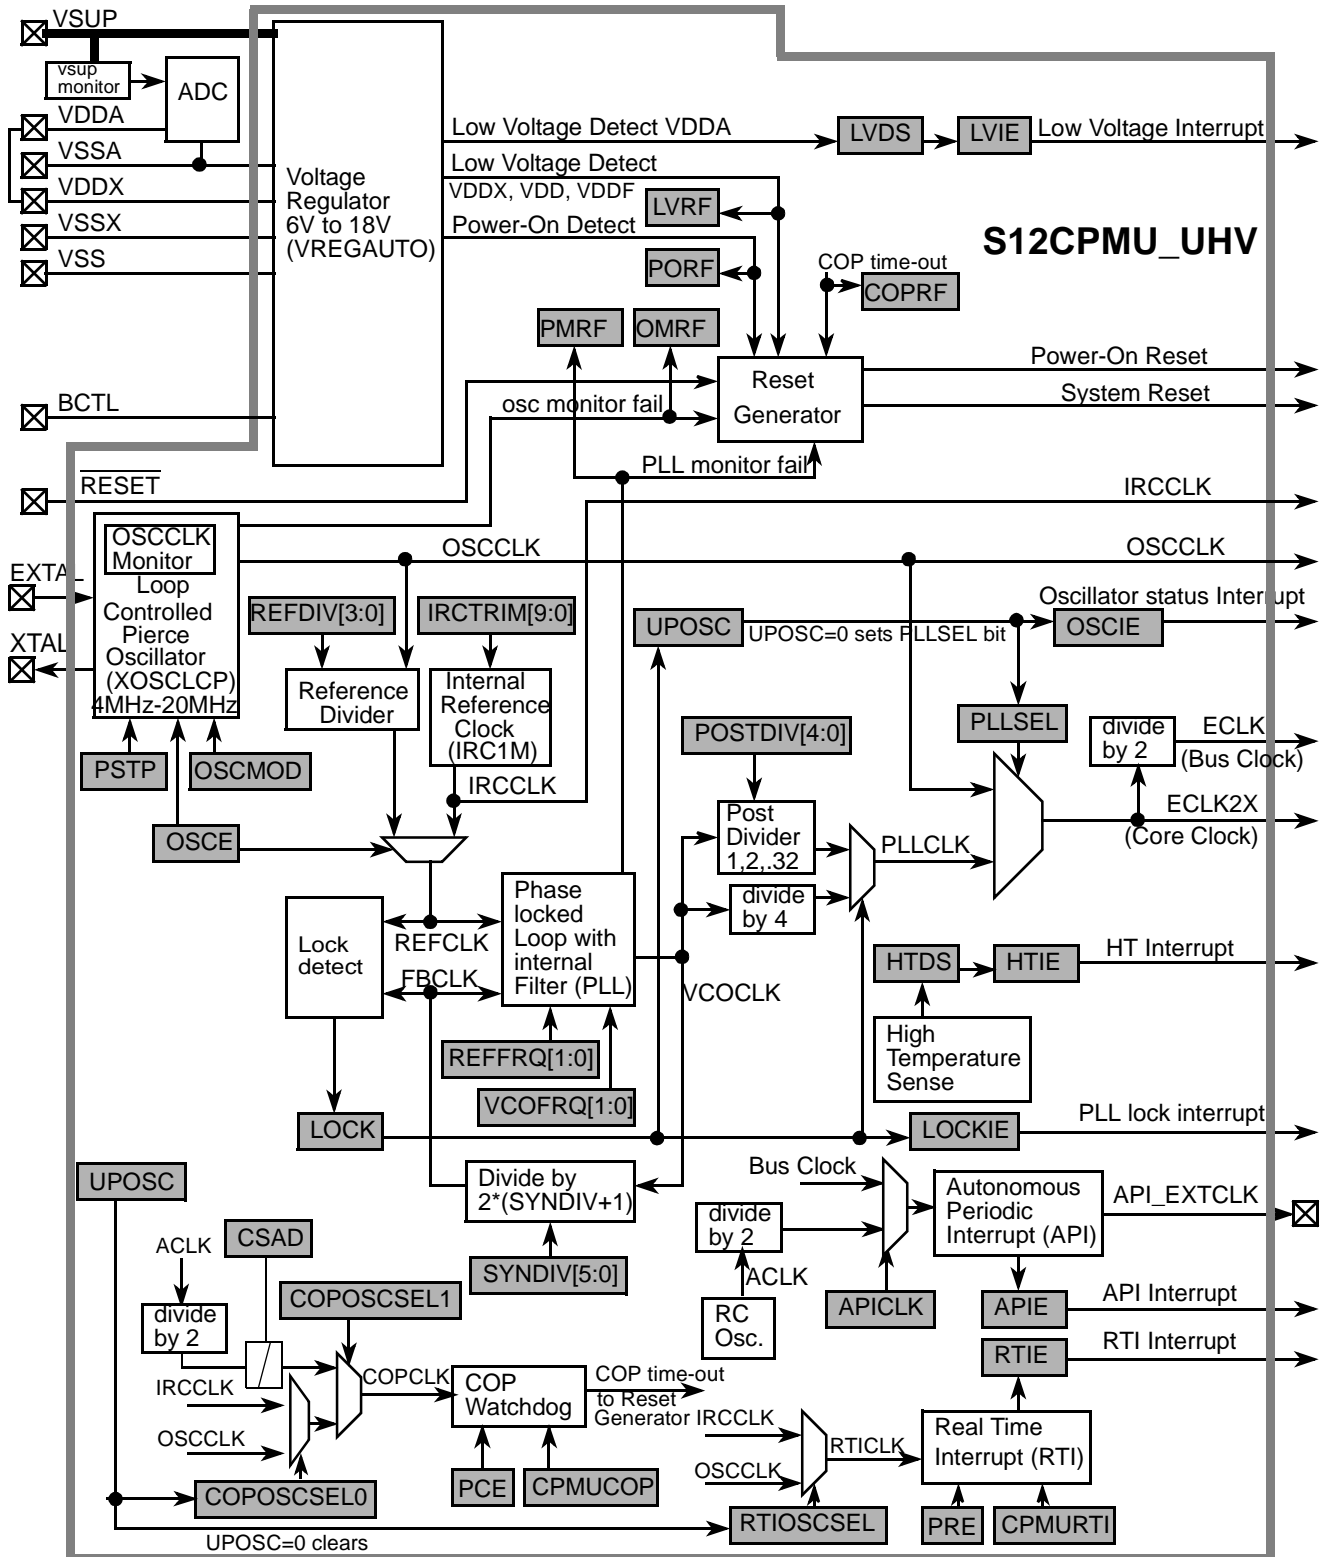 VSUP
vsup
monitor
ADC
VDDA
VSSA
VDDX
VSSX
VSS
Voltage
Regulator
6V to 18V
(VREGAUTO)
Low Voltage Detect VDDA
LVDS
LVIE
Low Voltage Interrupt
Low Voltage Detect
VDDX, VDD, VDDF
LVRF
Power-On Detect
PORF
S12CPMU_UHV
COP time-out
COPRF
PMRF
OMRF
Reset
Generator
Power-On Reset
System Reset
BCTL
osc monitor fail
PLL monitor fail
RESET
IRCCLK
OSCCLK
Monitor
Loop
Controlled
Pierce
Oscillator
(XOSCLCP)
4MHz-20MHz
OSCCLK
OSCCLK
EXTAL
XTAL
REFDIV[3:0]
IRCTRIM[9:0]
UPOSC
UPOSC=0 sets PLLSEL bit
Oscillator status Interrupt
OSCIE
Reference
Divider
Internal
Reference
Clock
(IRC1M)
PSTP
OSCMOD
IRCCLK
POSTDIV[4:0]
PLLSEL
divide
by 2
ECLK
(Bus Clock)
ECLK2X
(Core Clock)
OSCE
Post
Divider
1,2,.32
PLLCLK
divide
by 4
Phase
locked
Loop with
internal
Filter (PLL)
Lock
detect
REFCLK
FBCLK
VCOCLK
HTDS
HTIE
HT Interrupt
High
Temperature
Sense
REFFRQ[1:0]
VCOFRQ[1:0]
LOCK
LOCKIE
PLL lock interrupt
UPOSC
Divide by
2*(SYNDIV+1)
SYNDIV[5:0]
Bus Clock
divide
by 2
ACLK
RC
Osc.
APICLK
Autonomous
Periodic
Interrupt (API)
API_EXTCLK
APIE
API Interrupt
RTIE
RTI Interrupt
ACLK
CSAD
divide
by 2
COPOSCSEL1
IRCCLK
OSCCLK
COPCLK
COP
Watchdog
COP time-out
to Reset
Generator
IRCCLK
OSCCLK
RTICLK
Real Time
Interrupt (RTI)
COPOSCSEL0
PCE
CPMUCOP
RTIOSCSEL
PRE
CPMURTI
UPOSC=0 clears